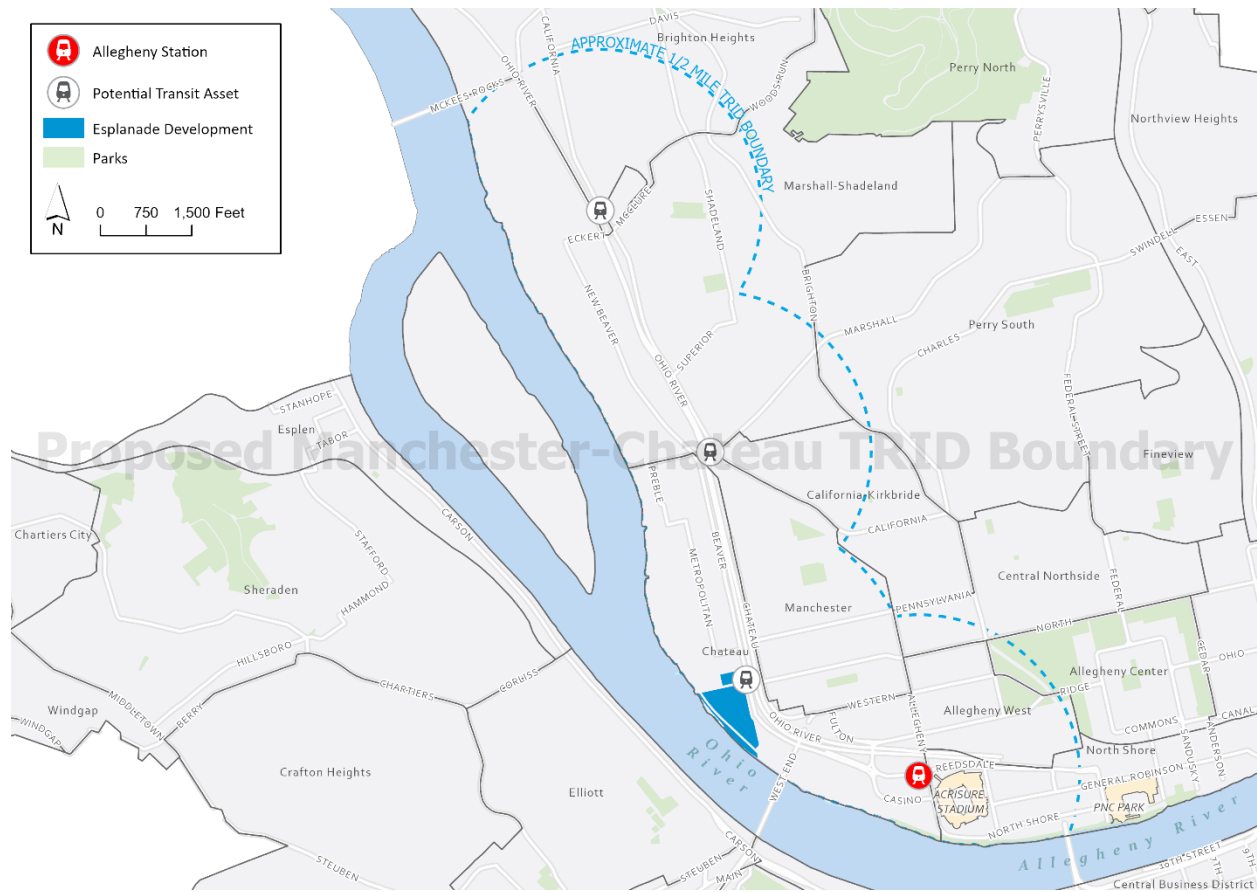 Allegheny Station
Potential Transit Asset
Esplanade Development
Parks
N
0 750 1,500 Feet
Proposed Manchester-Chateau TRID Boundary
APPROXIMATE 1/2 MILE TRID BOUNDARY
DAVIS
CALIFORNIA
Brighton Heights
OHIO RIVER
MCKEES ROCKS
WOODS RUN
Perry North
PERRYSVILLE
Northview Heights
Marshall-Shadeland
MCCLURE
SHADELAND
ECKERT
ESSEN
SWINDELL
EAST
NEW BEAVER
BRIGHTON
MARSHALL
Perry South
CHARLES
SUPERIOR
OHIO RIVER
FEDERAL STREET
STANHOPE
Esplen
TABOR
Fineview
PREBLE
California-Kirkbride
CALIFORNIA
CARSON
Chartiers City
STAFFORD
HAMMOND
Sheraden
METROPOLITAN
BEAVER
CHATEAU
Central Northside
FEDERAL
Manchester
PENNSYLVANIA
NORTH
HILLSBORO
Chateau
CEDAR
OHIO
Allegheny Center
CORLISS
CHARTIERS
RIDGE
WESTERN
ALLEGHENY
Allegheny West
Windgap
WINDGAP
MIDDLETOWN
BERRY
OHIO RIVER
FULTON
COMMONS
CANAL
SANDUSKY
ANDERSON
Ohio
River
WEST END
North Shore
REEDSDALE
GENERAL ROBINSON
Crafton Heights
Elliott
CASINO
ACRISURE
STADIUM
PNC PARK
NORTH SHORE
CARSON
Allegheny River
STEUBEN
STEUBEN
MAIN
10TH STREET
9TH
Central Business District